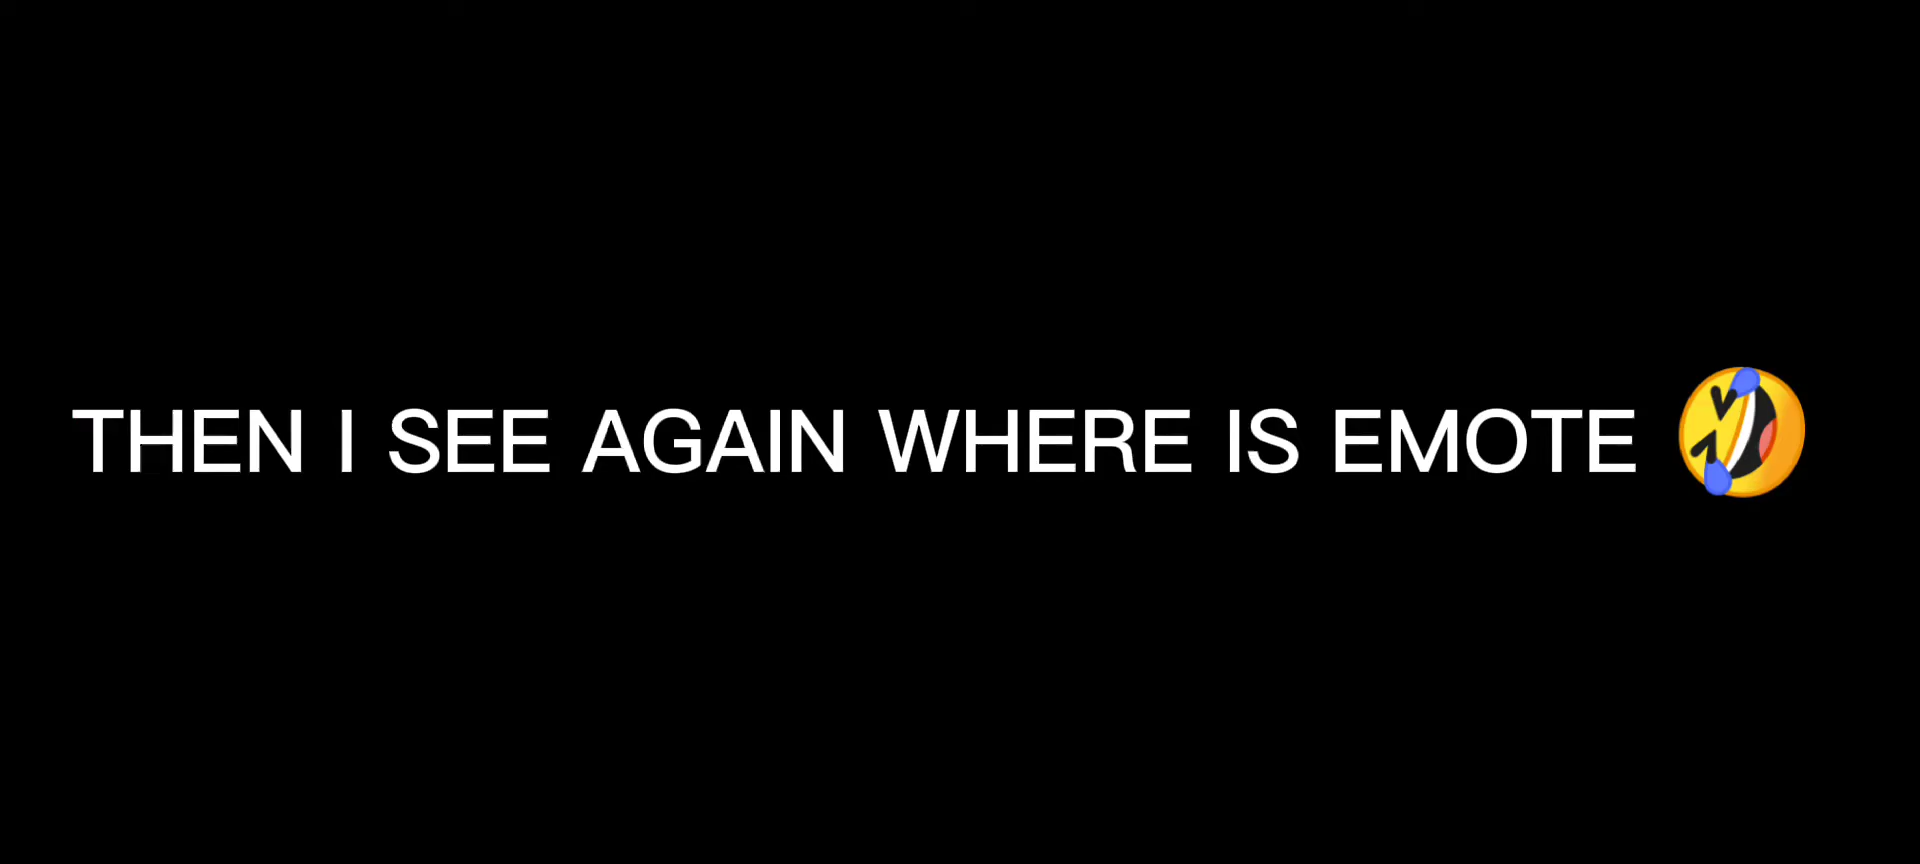 THEN I SEE AGAIN WHERE IS EMOTE 🤣